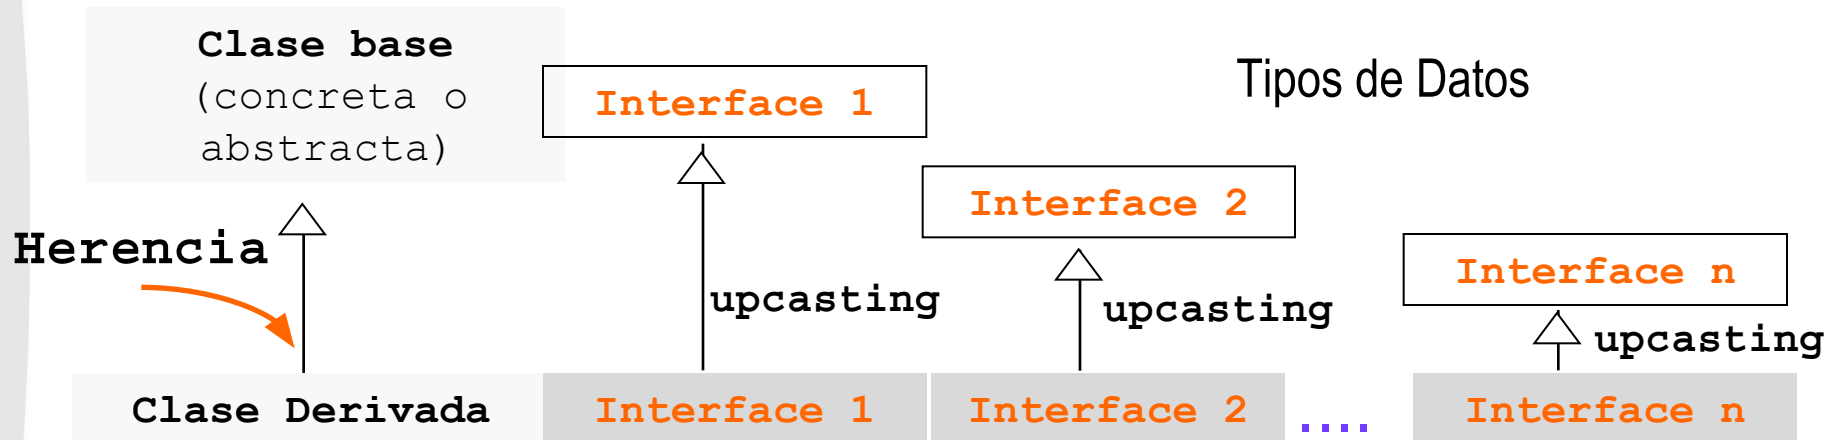 Clase base
(concreta o
abstracta)
Interface 1
Tipos de Datos
Interface 2
Herencia
Interface n
upcasting
upcasting
upcasting
Clase Derivada
Interface 1
Interface 2
....
Interface n